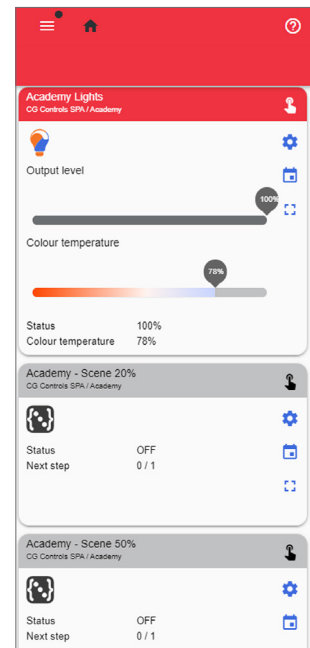 Academy Lights
CG Controls SPA / Academy
Output level
100%
Colour temperature
78%
Status 100%
Colour temperature 78%
Academy - Scene 20%
CG Controls SPA / Academy
Status OFF
Next step 0 / 1
Academy - Scene 50%
CG Controls SPA / Academy
Status OFF
Next step 0 / 1